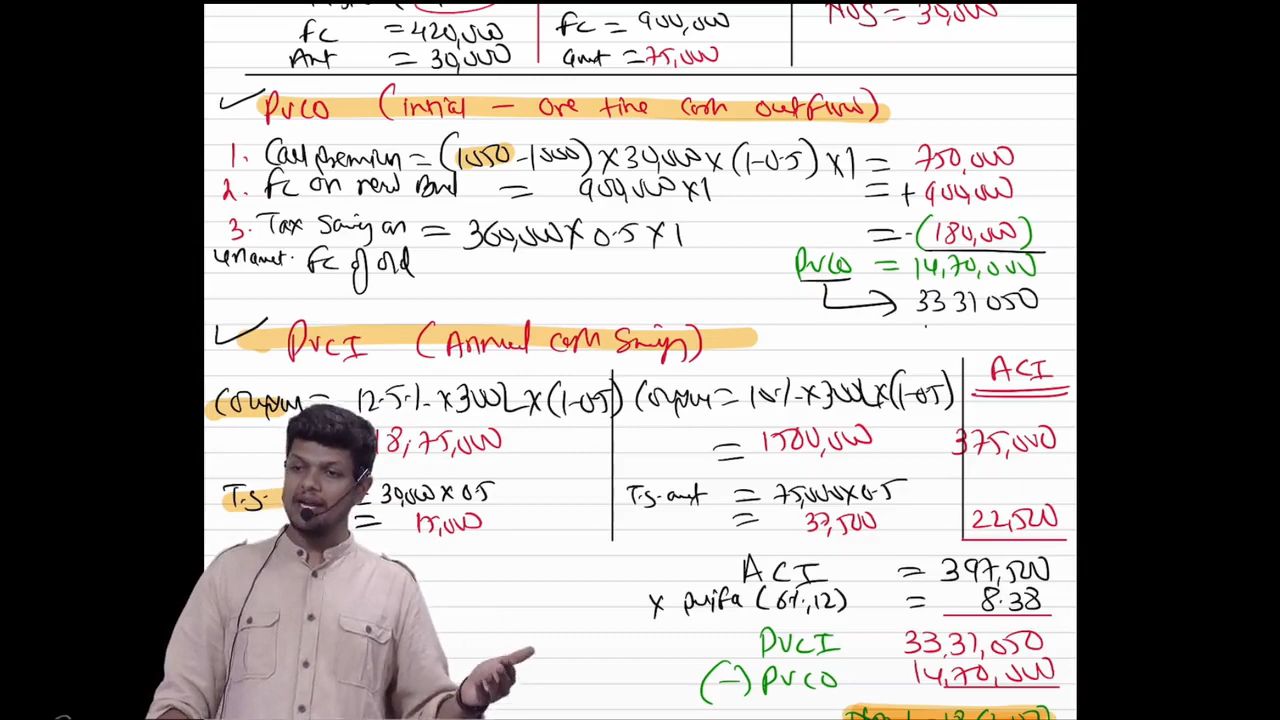 fc = 420,000
Amt = 30,000
fc = 900,000
amt = 75,000
NOS = 30,000
✓ PVCO (initial – one time cash outflow)
1. Call premium = (1050-1000) × 30,000 × (1-0.5) × 1 = 750,000
2. fc on new Bond = 900,000 × 1 = + 900,000
3. Tax Saving on = 360,000 × 0.5 × 1 = -(180,000)
unamt. fc of old
PVCO = 14,70,000
33 31 050
✓ PVCI (Annual cash Savings)
ACI
Coupon = 12.5% × 300L × (1-0.5)
18,75,000
Coupon = 10% × 300L × (1-0.5)
= 1500,000
375,000
T.S. = 30,000 × 0.5
= 15,000
T.S. amt = 75,000 × 0.5
= 37,500
22,500
ACI = 397,500
× pvifa (6%, 12) = 8.38
PVCI 33,31,050
(-) PVCO 14,70,000